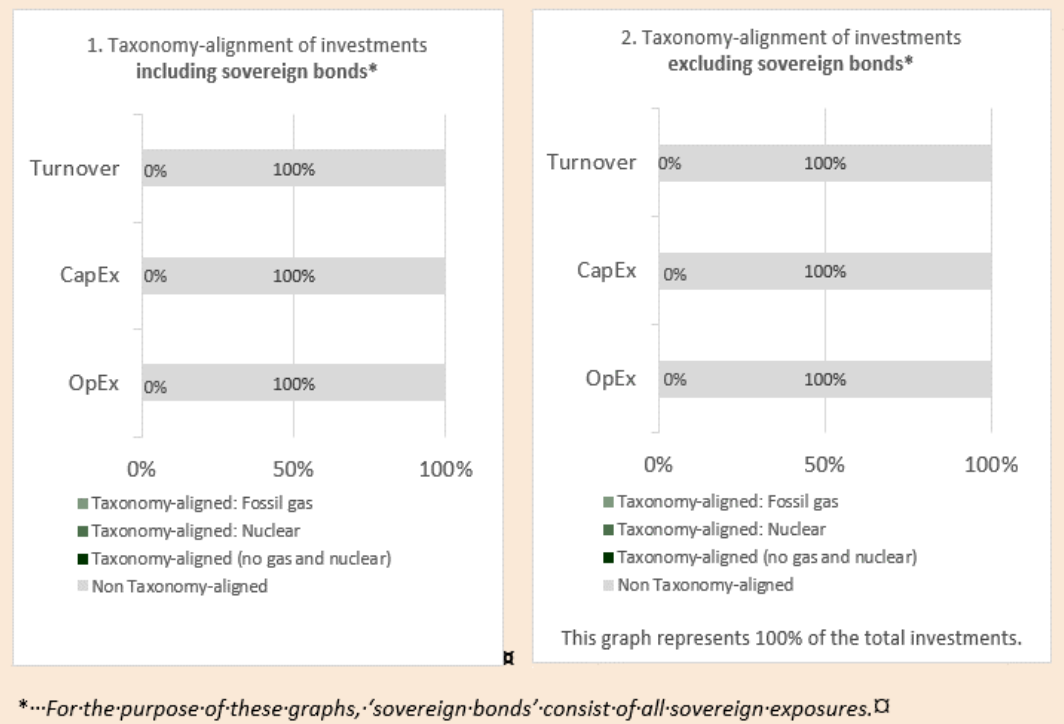 1. Taxonomy-alignment of investments
including sovereign bonds*
Turnover
0%
100%
CapEx
0%
100%
OpEx
0%
100%
0%
50%
100%
Taxonomy-aligned: Fossil gas
Taxonomy-aligned: Nuclear
Taxonomy-aligned (no gas and nuclear)
Non Taxonomy-aligned
¤
2. Taxonomy-alignment of investments
excluding sovereign bonds*
Turnover
0%
100%
CapEx
0%
100%
OpEx
0%
100%
0%
50%
100%
Taxonomy-aligned: Fossil gas
Taxonomy-aligned: Nuclear
Taxonomy-aligned (no gas and nuclear)
Non Taxonomy-aligned
This graph represents 100% of the total investments.
*···For·the·purpose·of·these·graphs,·‘sovereign·bonds’·consist·of·all·sovereign·exposures.¤